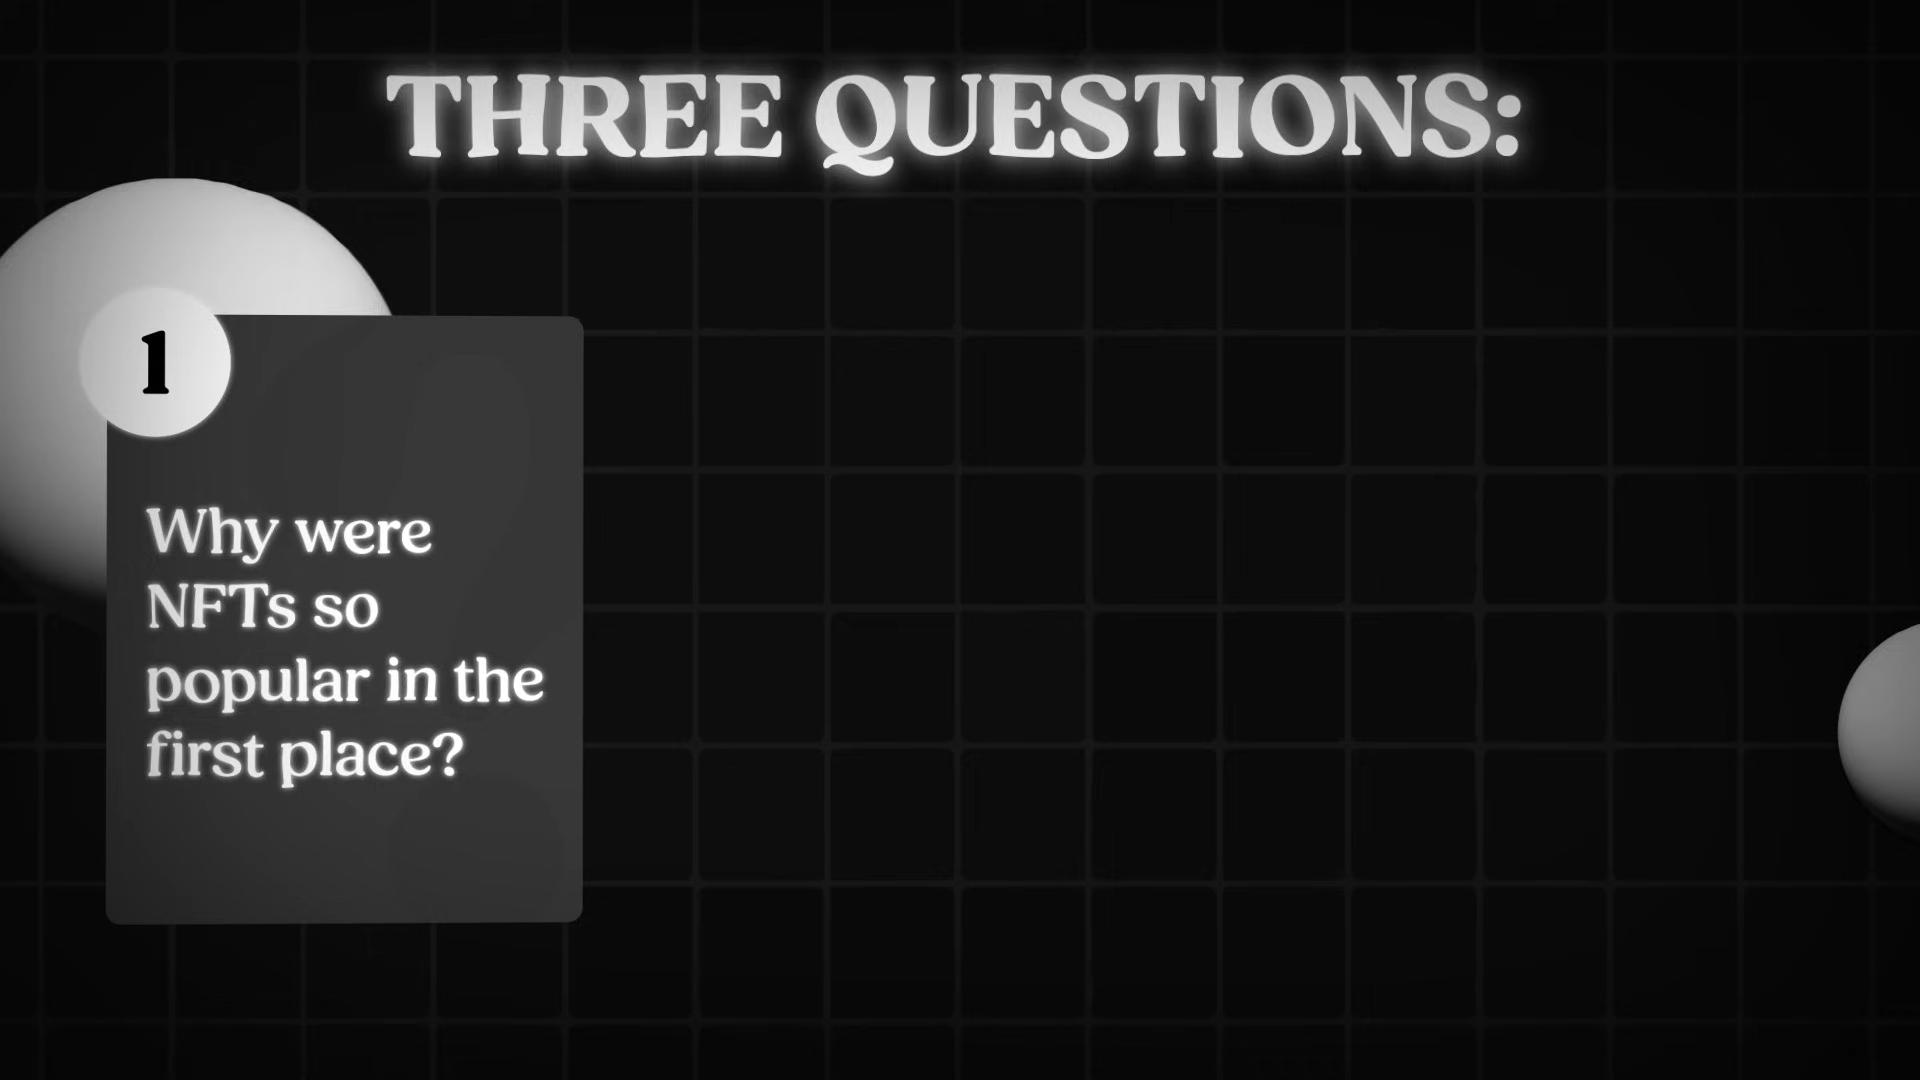 THREE QUESTIONS:
1
Why were
NFTs so
popular in the
first place?